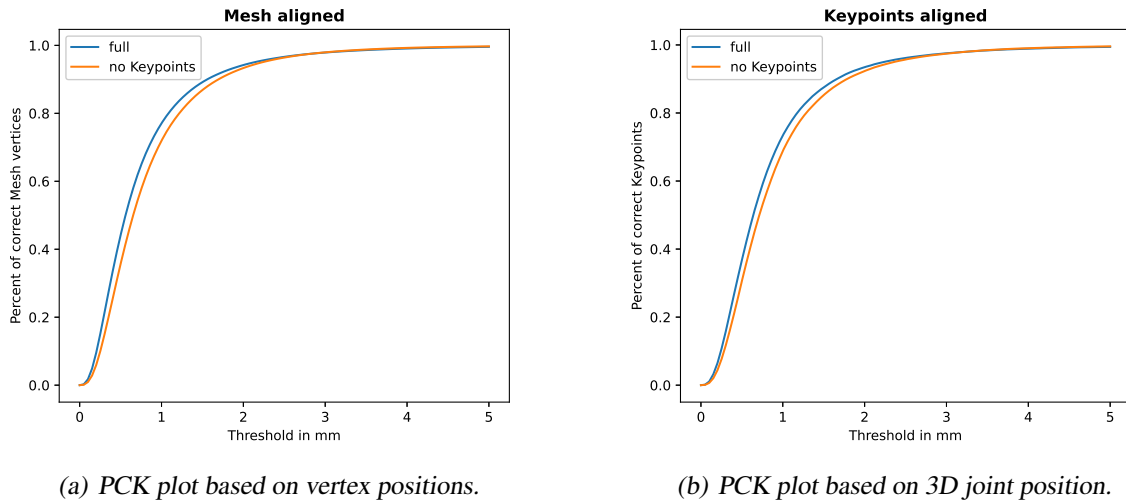 Mesh aligned
full
no Keypoints
1.0
0.8
0.6
0.4
0.2
0.0
Percent of correct Mesh vertices
0 1 2 3 4 5
Threshold in mm
(a) PCK plot based on vertex positions.
Keypoints aligned
full
no Keypoints
1.0
0.8
0.6
0.4
0.2
0.0
Percent of correct Keypoints
0 1 2 3 4 5
Threshold in mm
(b) PCK plot based on 3D joint position.